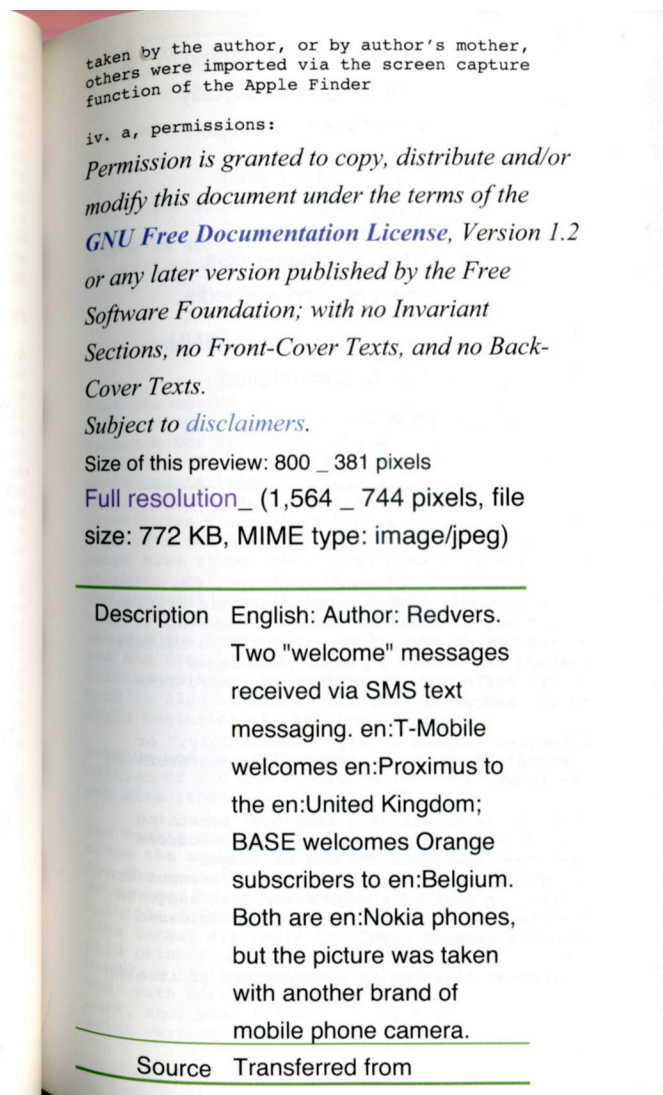 taken by the author, or by author's mother,
others were imported via the screen capture
function of the Apple Finder
iv. a, permissions:
Permission is granted to copy, distribute and/or
modify this document under the terms of the
GNU Free Documentation License, Version 1.2
or any later version published by the Free
Software Foundation; with no Invariant
Sections, no Front-Cover Texts, and no Back-
Cover Texts.
Subject to disclaimers.
Size of this preview: 800 _ 381 pixels
Full resolution_ (1,564 _ 744 pixels, file
size: 772 KB, MIME type: image/jpeg)
Description English: Author: Redvers.
Two "welcome" messages
received via SMS text
messaging. en:T-Mobile
welcomes en:Proximus to
the en:United Kingdom;
BASE welcomes Orange
subscribers to en:Belgium.
Both are en:Nokia phones,
but the picture was taken
with another brand of
mobile phone camera.
Source Transferred from